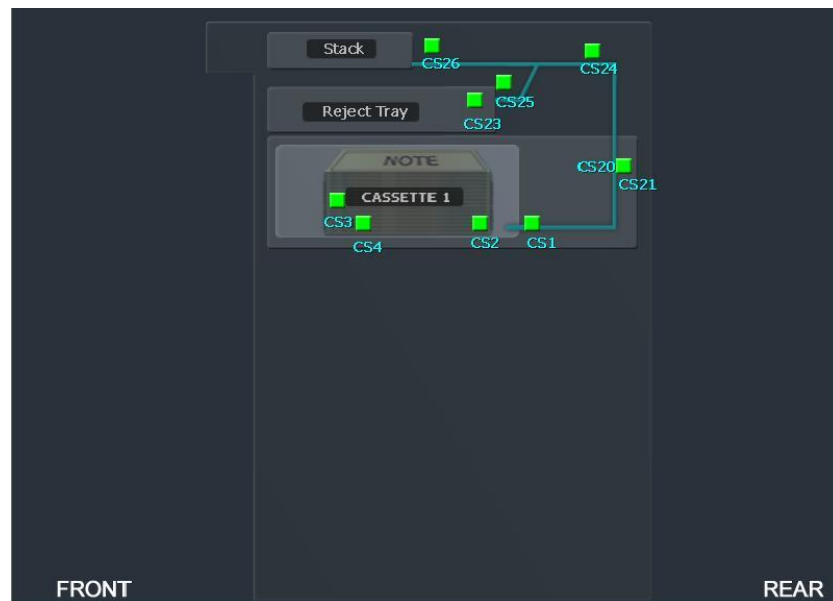 Stack
CS26
CS24
CS25
Reject Tray
CS23
NOTE
CS20
CS21
CASSETTE 1
CS3
CS4
CS2
CS1
FRONT
REAR